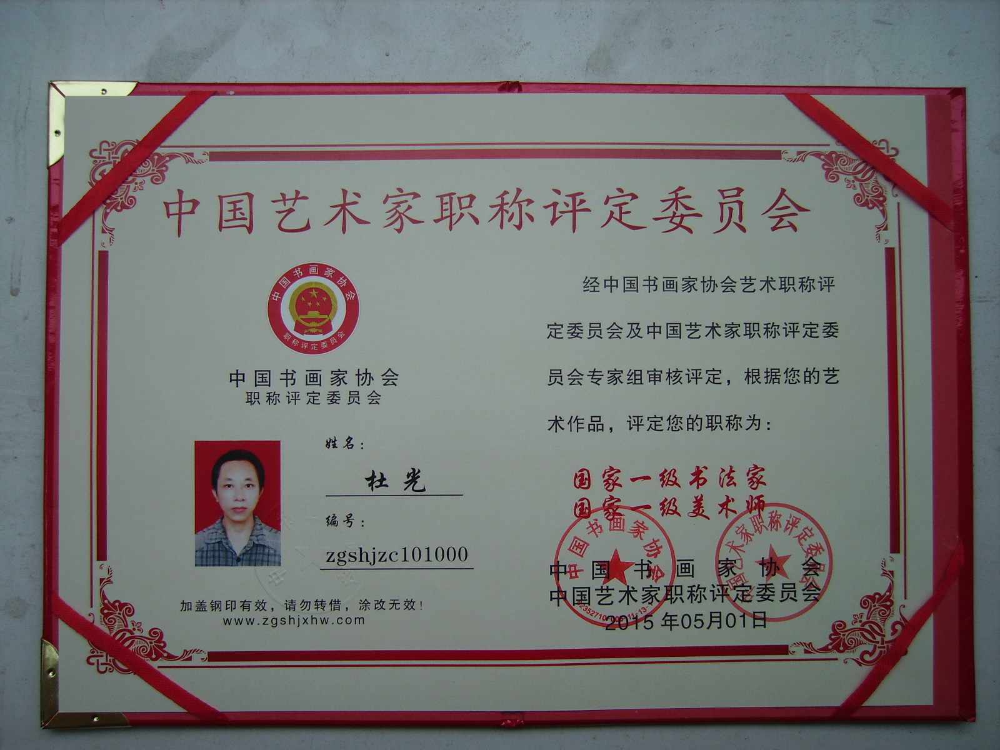 中国艺术家职称评定委员会
中国书画家协会
职称评定委员会
中国书画家协会
职称评定委员会
姓名：
杜光
编号：
zgshjzc101000
加盖钢印有效，请勿转借，涂改无效！
www.zgshjxhw.com
经中国书画家协会艺术职称评
定委员会及中国艺术家职称评定委
员会专家组审核评定，根据您的艺
术作品，评定您的职称为：
国家一级书法家
国家一级美术师
中国书画家协会
中国艺术家职称评定委员会
2015年05月01日
中国书画家协会
中国艺术家职称评定委员会